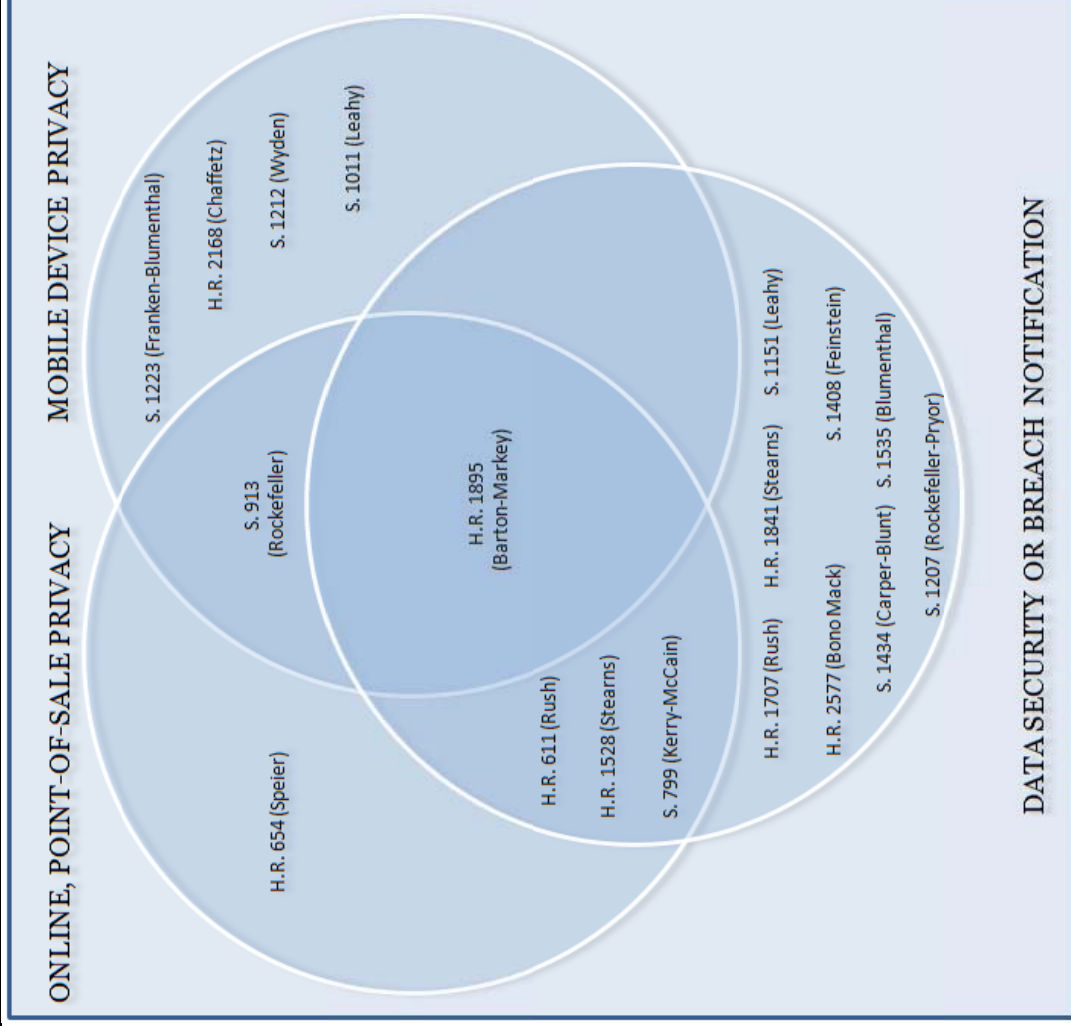 ONLINE, POINT-OF-SALE PRIVACY
MOBILE DEVICE PRIVACY
H.R. 654 (Speier)
S. 913
(Rockefeller)
S. 1223 (Franken-Blumenthal)
H.R. 2168 (Chaffetz)
S. 1212 (Wyden)
S. 1011 (Leahy)
H.R. 1895
(Barton-Markey)
H.R. 611 (Rush)
H.R. 1528 (Stearns)
S. 799 (Kerry-McCain)
H.R. 1707 (Rush) H.R. 1841 (Stearns) S. 1151 (Leahy)
H.R. 2577 (Bono Mack) S. 1408 (Feinstein)
S. 1434 (Carper-Blunt) S. 1535 (Blumenthal)
S. 1207 (Rockefeller-Pryor)
DATA SECURITY OR BREACH NOTIFICATION